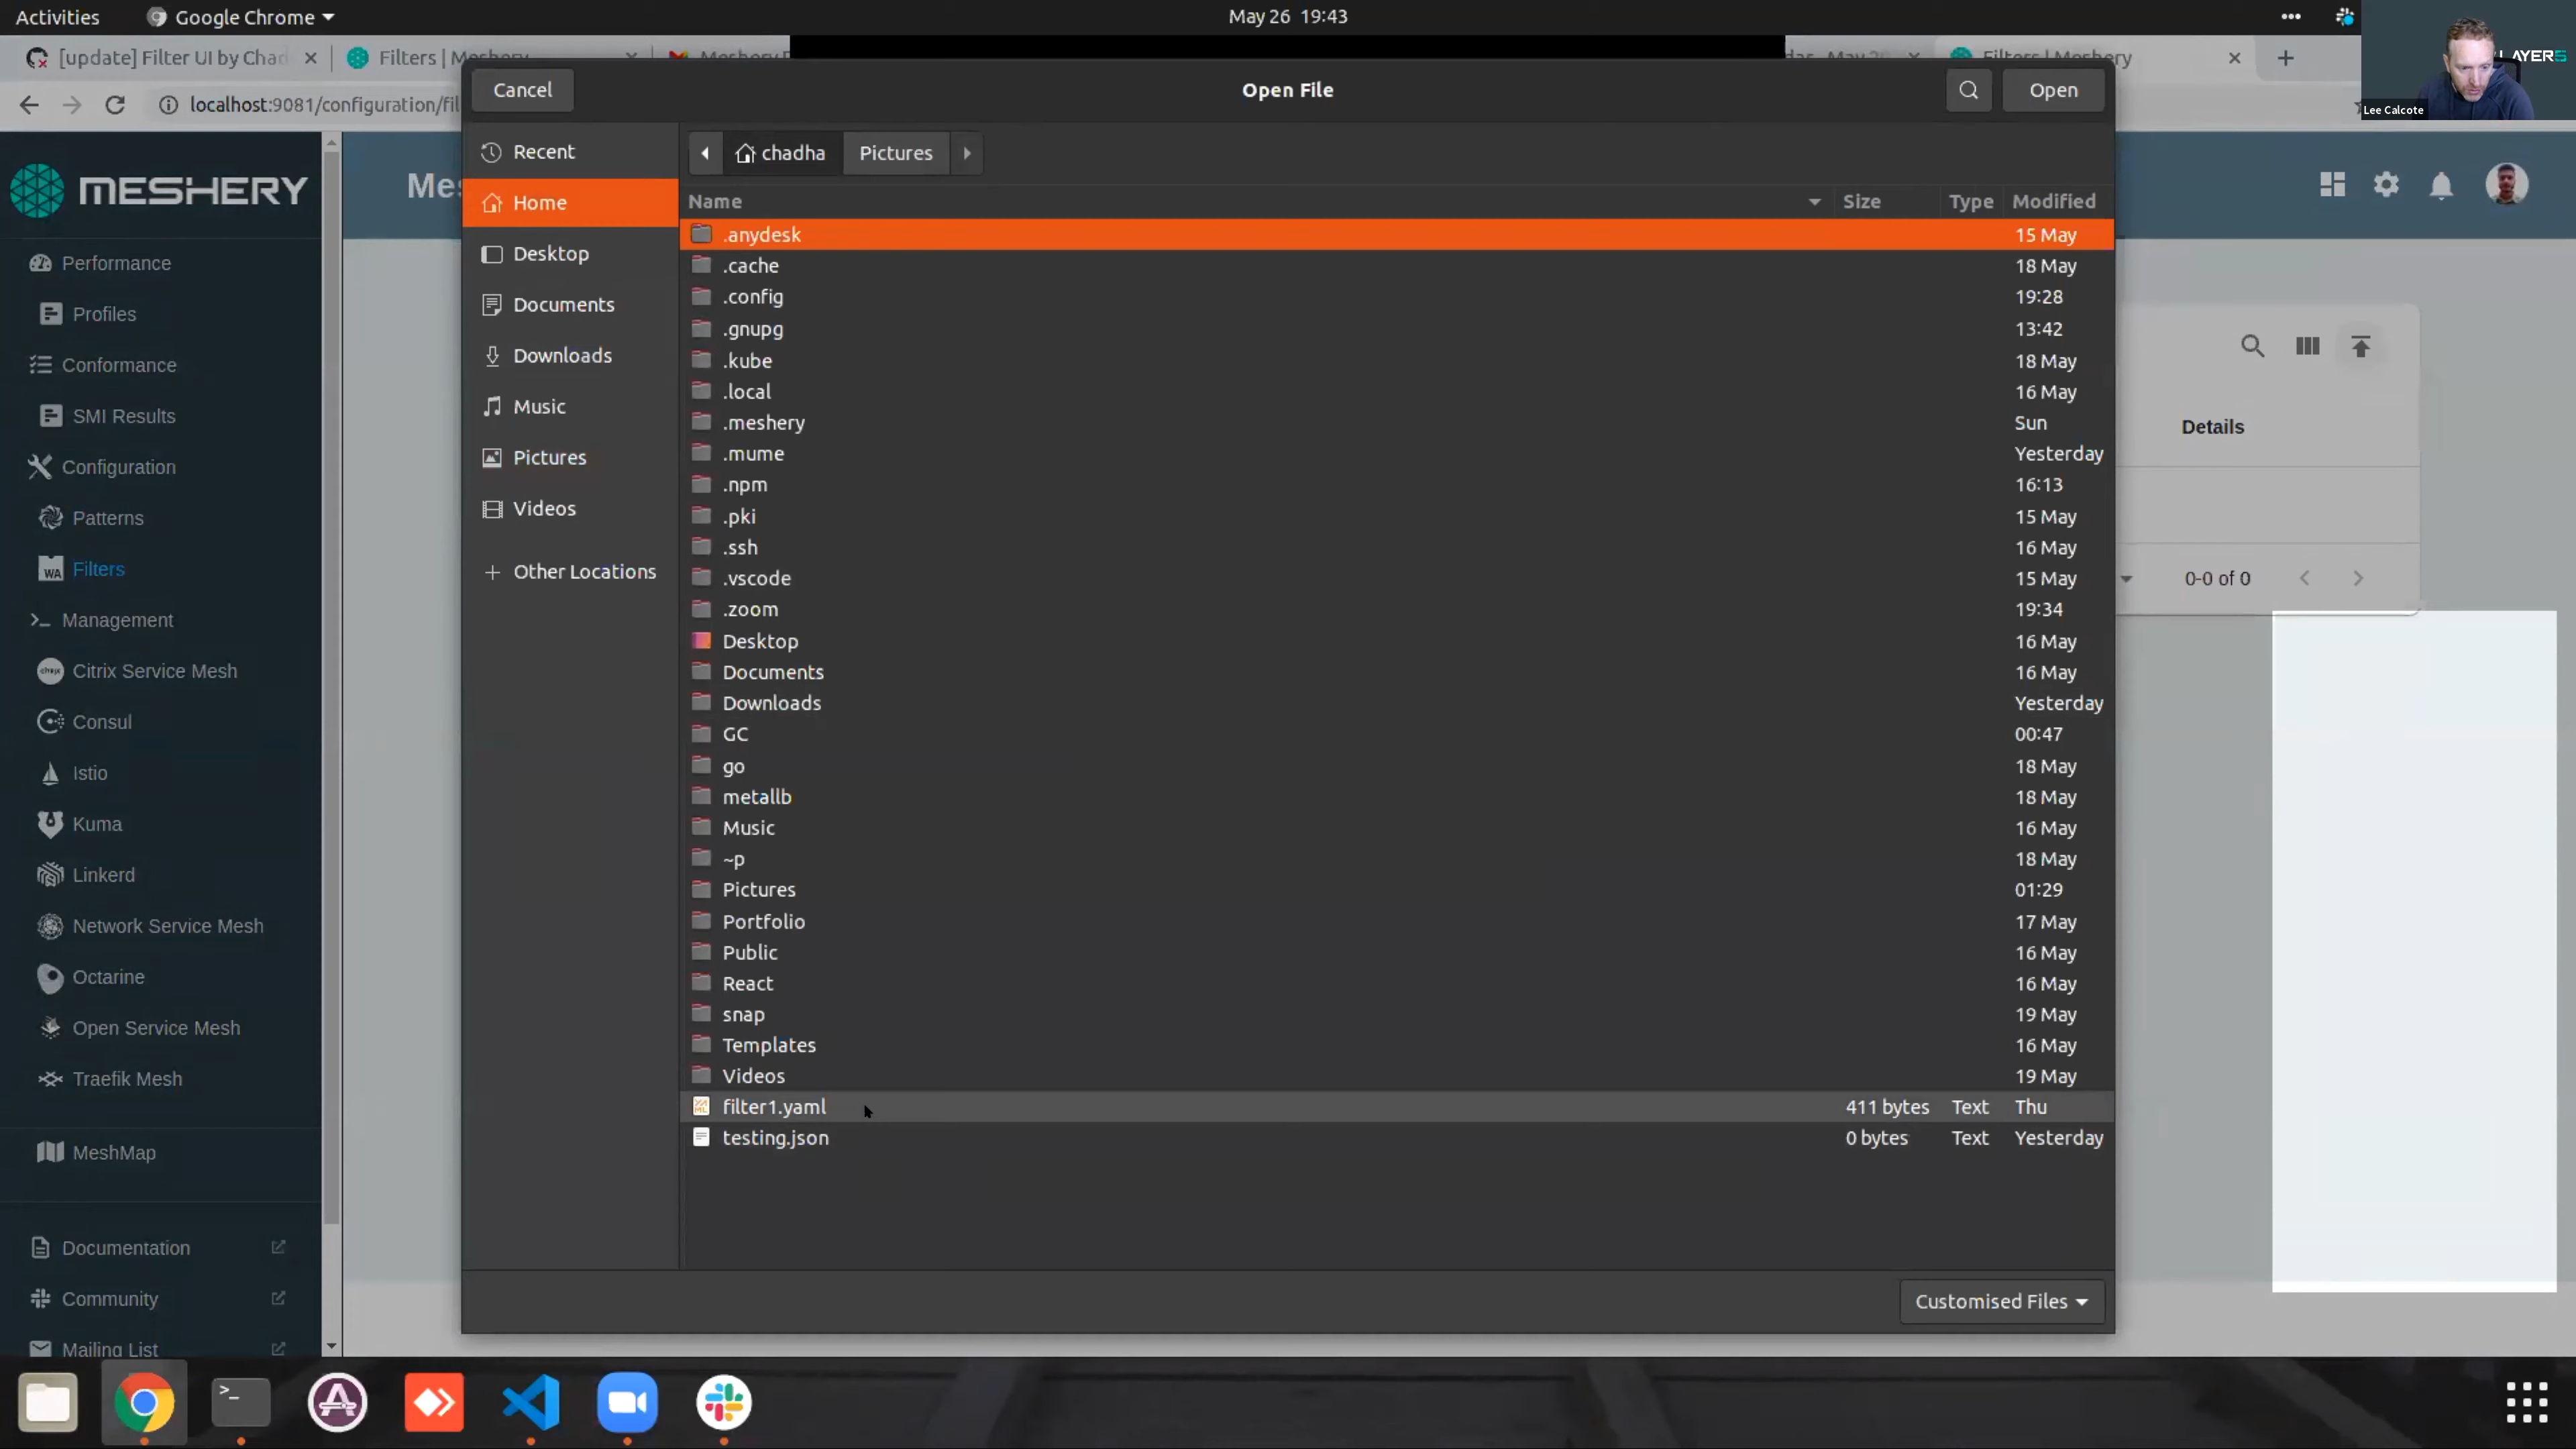 Activities
Google Chrome
May 26 19:43
[update] Filter UI by Chad
Filters | Meshery
Filters | Meshery
LAYER5
Lee Calcote
localhost:9081/configuration/fil
Cancel
Open File
Open
MESHERY
Mes
Performance
Profiles
Conformance
SMI Results
Configuration
Patterns
Filters
Management
Citrix Service Mesh
Consul
Istio
Kuma
Linkerd
Network Service Mesh
Octarine
Open Service Mesh
Traefik Mesh
MeshMap
Documentation
Community
Mailing List
Recent
Home
Desktop
Documents
Downloads
Music
Pictures
Videos
Other Locations
chadha
Pictures
Name Size Type Modified
.anydesk 15 May
.cache 18 May
.config 19:28
.gnupg 13:42
.kube 18 May
.local 16 May
.meshery Sun
.mume Yesterday
.npm 16:13
.pki 15 May
.ssh 16 May
.vscode 15 May
.zoom 19:34
Desktop 16 May
Documents 16 May
Downloads Yesterday
GC 00:47
go 18 May
metallb 18 May
Music 16 May
~p 18 May
Pictures 01:29
Portfolio 17 May
Public 16 May
React 16 May
snap 19 May
Templates 16 May
Videos 19 May
filter1.yaml 411 bytes Text Thu
testing.json 0 bytes Text Yesterday
Customised Files
Details
0-0 of 0